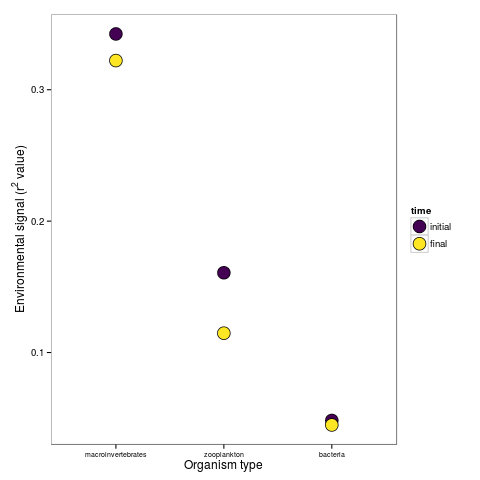 Environmental signal (r² value)
0.3
0.2
0.1
macroinvertebrates
zooplankton
bacteria
Organism type
time
initial
final